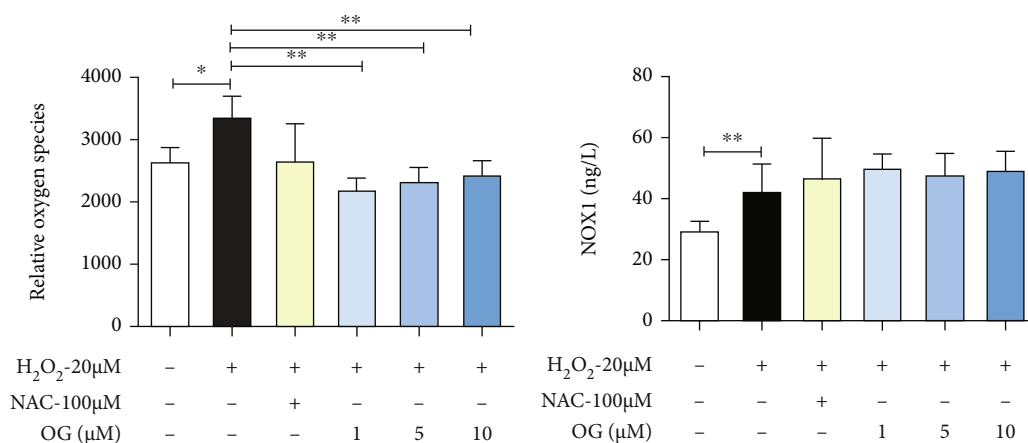 **
**
**
*
4000
3000
2000
1000
0
Relative oxygen species
H₂O₂-20μM – + + + + +
NAC-100μM – – + – – –
OG (μM) – – – 1 5 10
**
80
60
40
20
0
NOX1 (ng/L)
H₂O₂-20μM – + + + + +
NAC-100μM – – + – – –
OG (μM) – – – 1 5 10